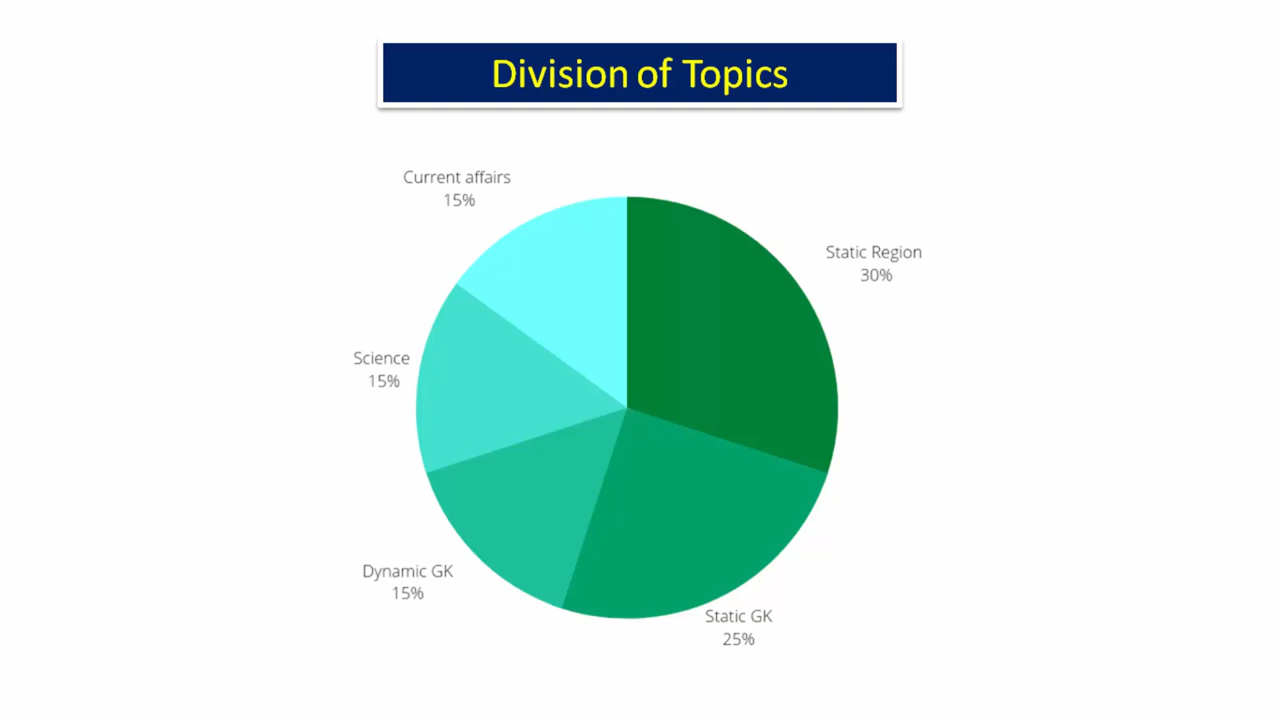 Division of Topics
Current affairs
15%
Static Region
30%
Science
15%
Dynamic GK
15%
Static GK
25%